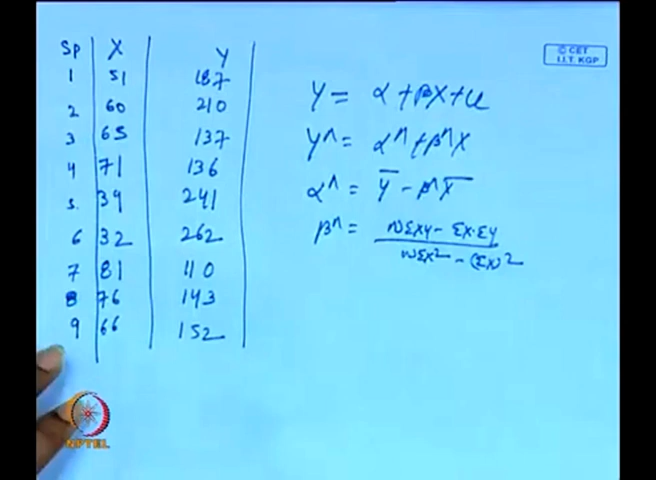 Sp X Y
1 51 187
2 60 210
3 65 137
4 71 136
5. 39 241
6 32 262
7 81 110
8 76 143
9 66 152
© CET
I.I.T. KGP
Y = α + βX + u
Y^ = α^ + β^X
α^ = Y̅ - β^X̅
β^ = NΣXY - ΣX·ΣY
NΣX² - (ΣX)²
NPTEL